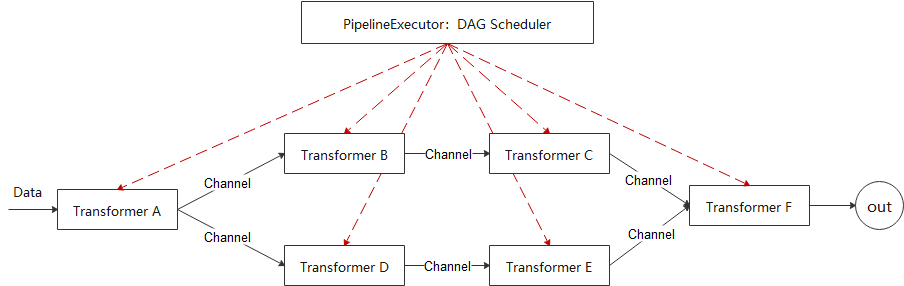 PipelineExecutor: DAG Scheduler
Transformer B
Channel
Transformer C
Channel
Channel
Data
Transformer A
Transformer F
out
Channel
Channel
Transformer D
Channel
Transformer E